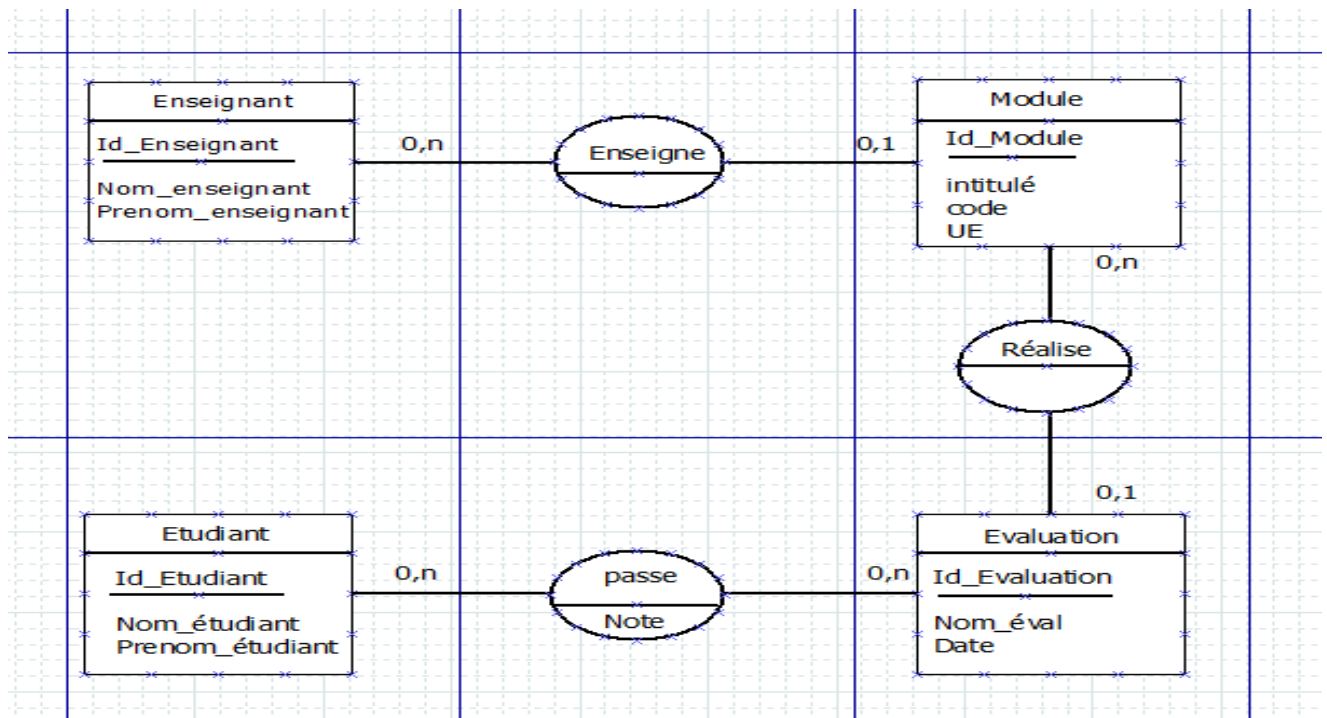 Enseignant
Id_Enseignant
Nom_enseignant
Prenom_enseignant
0,n
Enseigne
0,1
Module
Id_Module
intitulé
code
UE
0,n
Réalise
0,1
Etudiant
Id_Etudiant
Nom_étudiant
Prenom_étudiant
0,n
passe
Note
0,n
Evaluation
Id_Evaluation
Nom_éval
Date